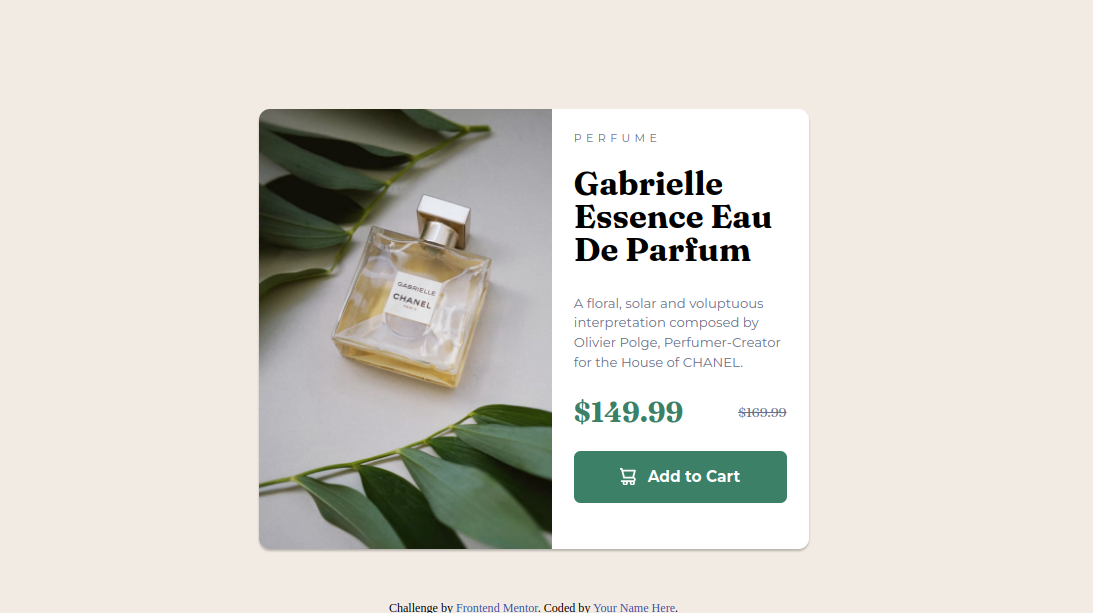 PERFUME
Gabrielle
Essence Eau
De Parfum
A floral, solar and voluptuous
interpretation composed by
Olivier Polge, Perfumer-Creator
for the House of CHANEL.
$149.99 $169.99
Add to Cart
GABRIELLE
CHANEL
PARIS
Challenge by Frontend Mentor. Coded by Your Name Here.